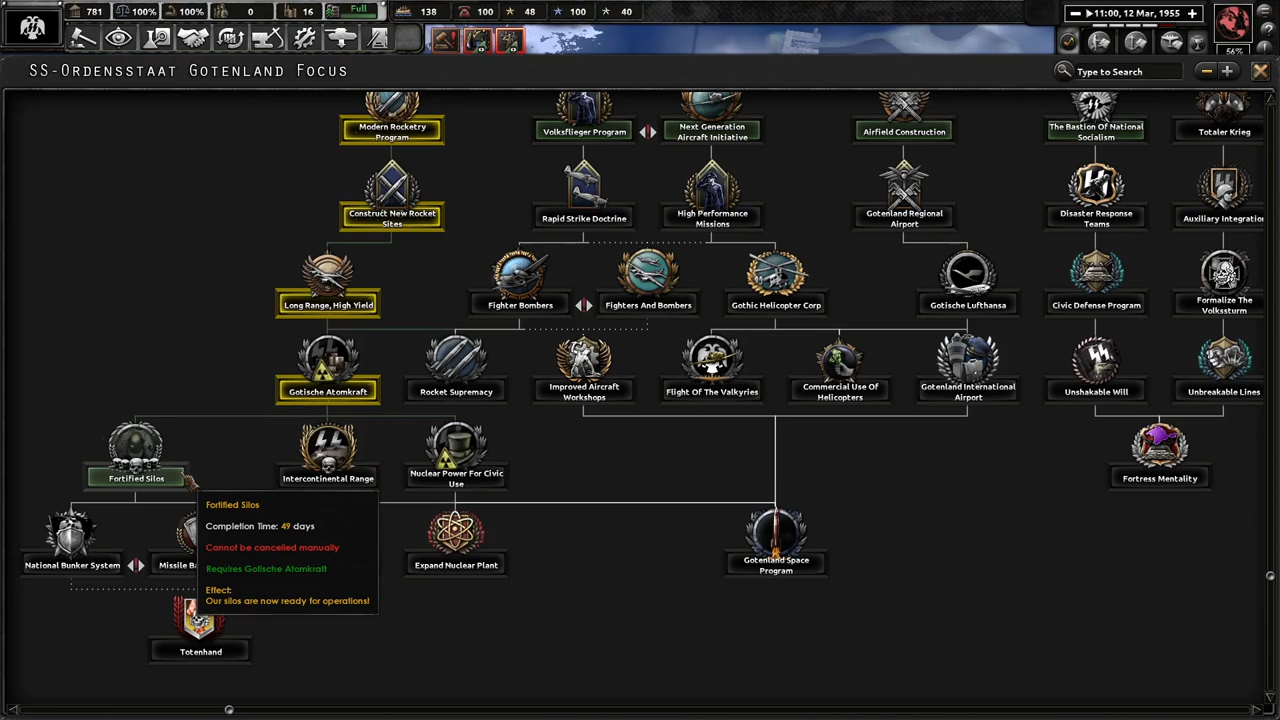 781
100%
100%
0
16
Full
138
100
48
100
40
11:00, 12 Mar, 1955
56%
SS-Ordensstaat Gotenland Focus
Type to Search
Modern Rocketry
Program
Volksflieger Program
Next Generation
Aircraft Initiative
Airfield Construction
The Bastion Of National
Socialism
Totaler Krieg
Construct New Rocket
Sites
Rapid Strike Doctrine
High Performance
Missions
Gotenland Regional
Airport
Disaster Response
Teams
Auxiliary Integratio
Long Range, High Yield
Fighter Bombers
Fighters And Bombers
Gothic Helicopter Corp
Gotische Lufthansa
Civic Defense Program
Formalize The
Volkssturm
Gotische Atomkraft
Rocket Supremacy
Improved Aircraft
Workshops
Flight Of The Valkyries
Commercial Use Of
Helicopters
Gotenland International
Airport
Unshakable Will
Unbreakable Lines
Fortified Silos
Intercontinental Range
Nuclear Power For Civic
Use
Fortress Mentality
Fortified Silos
Completion Time: 49 days
Cannot be cancelled manually
Requires Gotische Atomkraft
Effect:
Our silos are now ready for operations!
National Bunker System
Missile Ba
Expand Nuclear Plant
Gotenland Space
Program
Totenhand